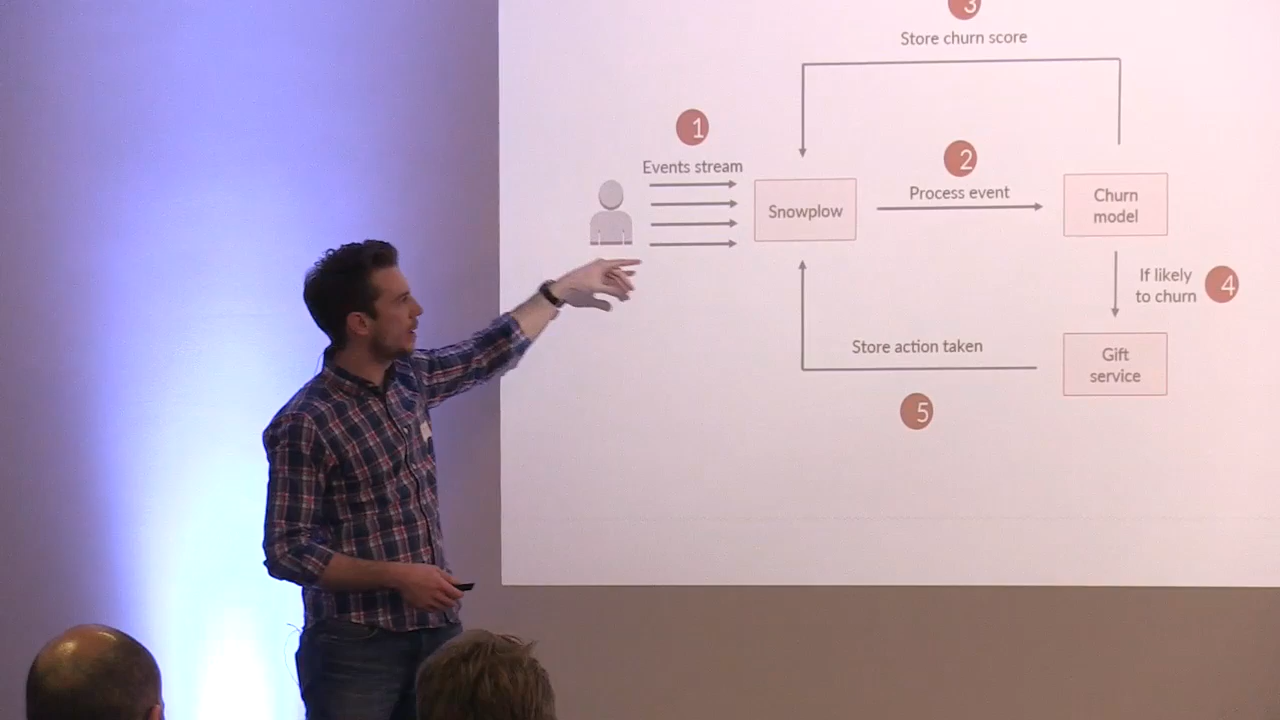 3
Store churn score
1
Events stream
2
Process event
Snowplow
Churn
model
If likely
to churn
4
Store action taken
Gift
service
5